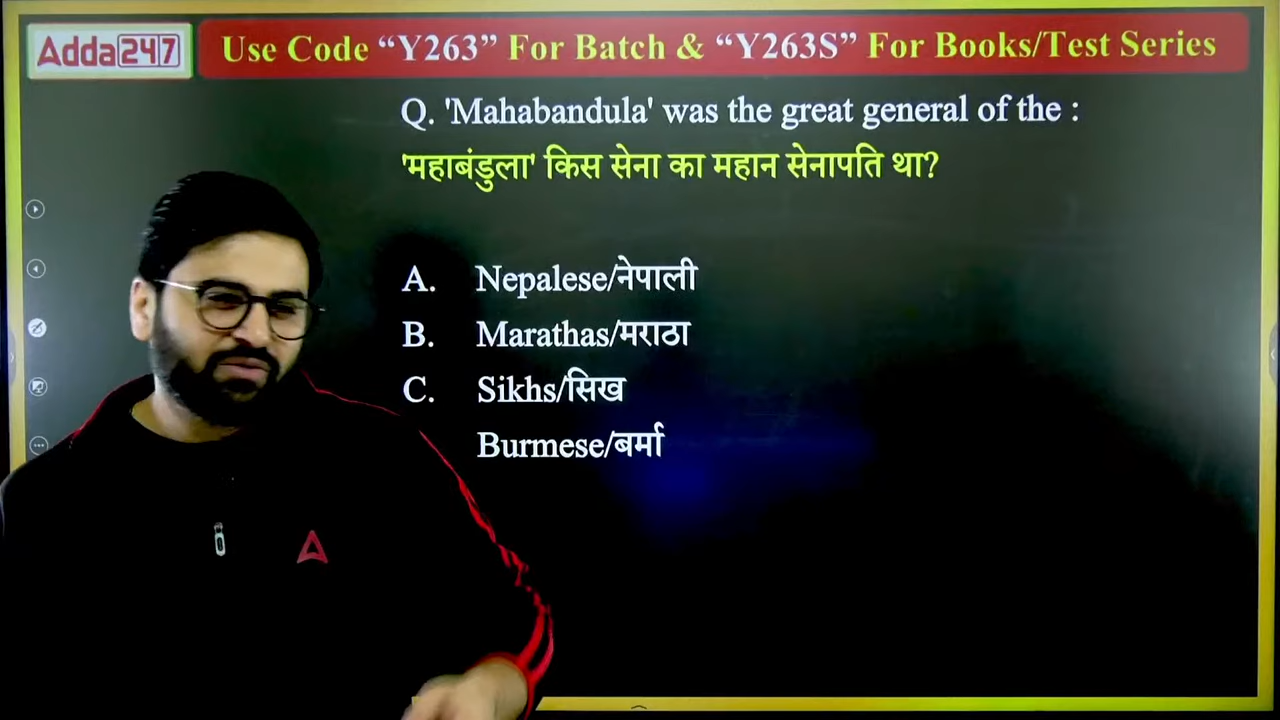 Adda247
Use Code “Y263” For Batch & “Y263S” For Books/Test Series
Q. 'Mahabandula' was the great general of the :
'महाबंडुला' किस सेना का महान सेनापति था?
A. Nepalese/नेपाली
B. Marathas/मराठा
C. Sikhs/सिख
Burmese/बर्मा